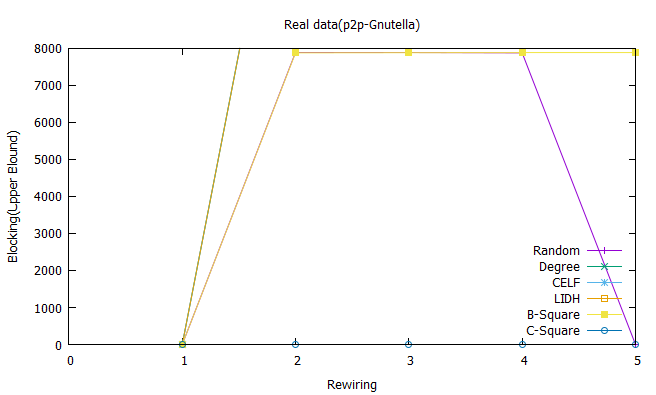 Real data(p2p-Gnutella)
8000
7000
6000
5000
4000
3000
2000
1000
0
Blocking(Lpper Blound)
Random
Degree
CELF
LIDH
B-Square
C-Square
0 1 2 3 4 5
Rewiring